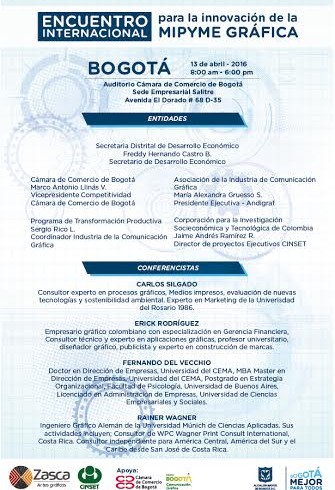 ENCUENTRO
INTERNACIONAL
para la innovación de la
MIPYME GRÁFICA
BOGOTÁ
13 de abril - 2016
8:00 am - 6:00 pm
Auditorio Cámara de Comercio de Bogotá
Sede Empresarial Salitre
Avenida El Dorado # 68 D-35
ENTIDADES
Secretaria Distrital de Desarrollo Económico
Freddy Hernando Castro B.
Secretario de Desarrollo Económico
Cámara de Comercio de Bogotá
Marco Antonio Llinás V.
Vicepresidente Competitividad
Cámara de Comercio de Bogotá
Asociación de la Industria de Comunicación
Gráfica
María Alexandra Gruesso S.
Presidente Ejecutiva - Andigraf
Programa de Transformación Productiva
Sergio Rico L.
Coordinador Industria de la Comunicación
Gráfica
Corporación para la Investigación
Socieconómica y Tecnológica de Colombia
Jaime Andrés Ramírez R.
Director de proyectos Ejecutivos CINSET
CONFERENCISTAS
CARLOS SILGADO
Consultor experto en procesos gráficos, Medios impresos, evaluación de nuevas
tecnologías y sostenibilidad ambiental. Experto en Marketing de la Univerisdad
del Rosario 1986.
ERICK RODRÍGUEZ
Empresario gráfico colombiano con especialización en Gerencia Financiera,
Consultor técnico y experto en aplicaciones gráficas, profesor universitario,
diseñador gráfico, publicista y experto en construcción de marcas.
FERNANDO DEL VECCHIO
Doctor en Dirección de Empresas, Universidad del CEMA, MBA Master en
Dirección de Empresas, Universidad del CEMA, Postgrado en Estrategia
Organizacional, Facultad de Psicología, Universidad de Buenos Aires,
Licenciado en Administración de Empresas, Universidad de Ciencias
Empresariales y Sociales.
RAINER WAGNER
Ingeniero Gráfico Alemán de la Universidad Münich de Ciencias Aplicadas. Sus
actividades incluyen; Consultor de WPC Wagner Print Consult International,
Costa Rica. Consultor independiente para América Central, América del Sur y el
Caribe desde San José de Costa Rica.
Zasca
Artes gráficas
CINSET
Apoya:
Cámara
de Comercio
de Bogotá
Comunicación
Gráfica
ALCALDÍA MAYOR
DE BOGOTÁ D.C.
BOGOTÁ
MEJOR
PARA TODOS